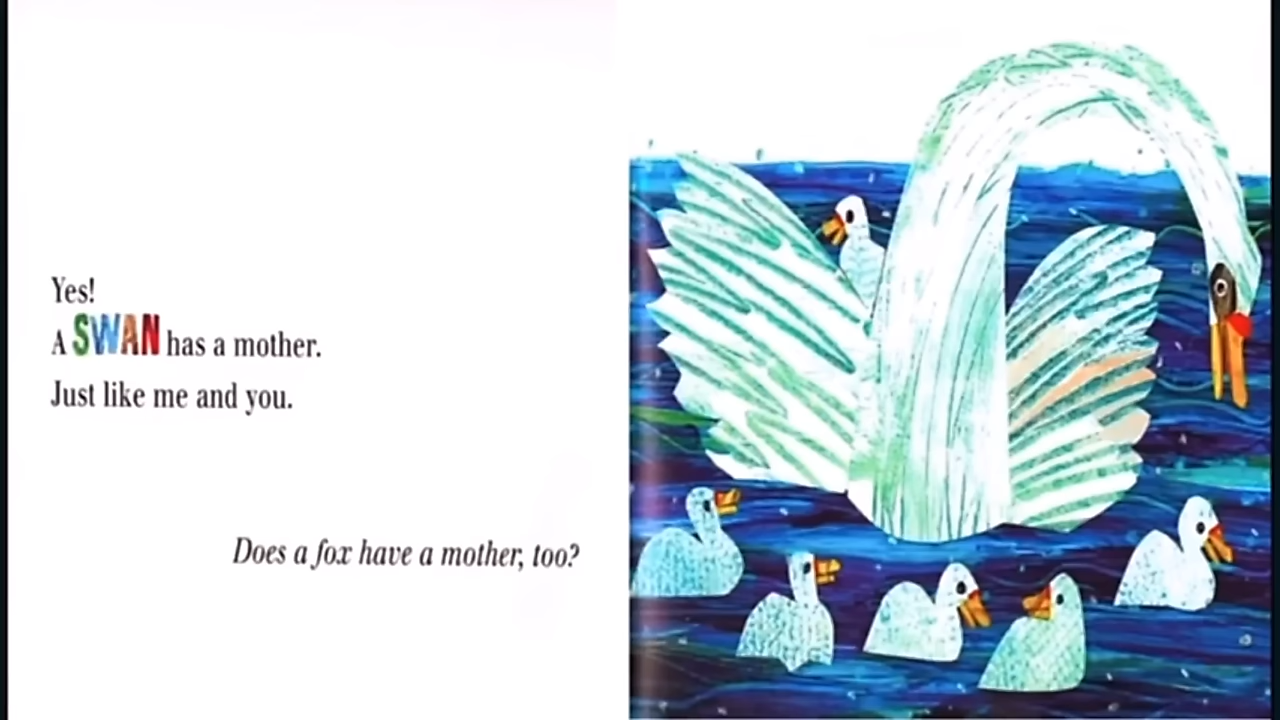 Yes!
A SWAN has a mother.
Just like me and you.
Does a fox have a mother, too?